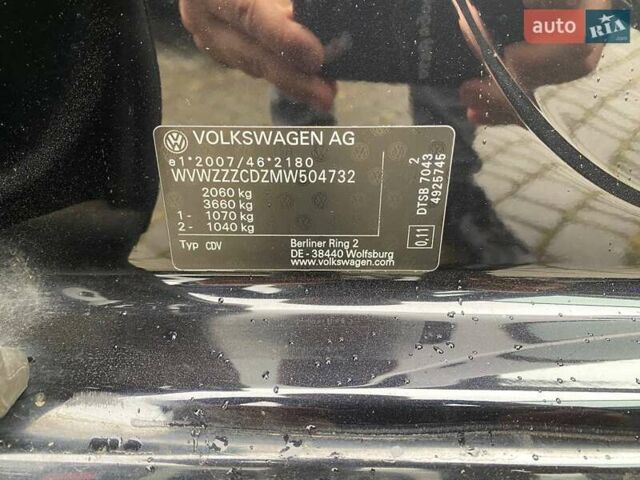 auto RIA
.com
VOLKSWAGEN AG
e1*2007/46*2180
WVWZZZCDZMW504732
2060 kg
3660 kg
1- 1070 kg
2- 1040 kg
Typ CDV
Berliner Ring 2
DE - 38440 Wolfsburg
www.volkswagen.com
2
DTSB 7043
4925745
0,11